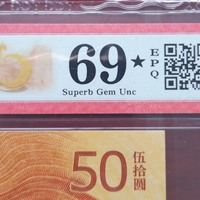 69★ EPQ
Superb Gem Unc
50 伍拾圓